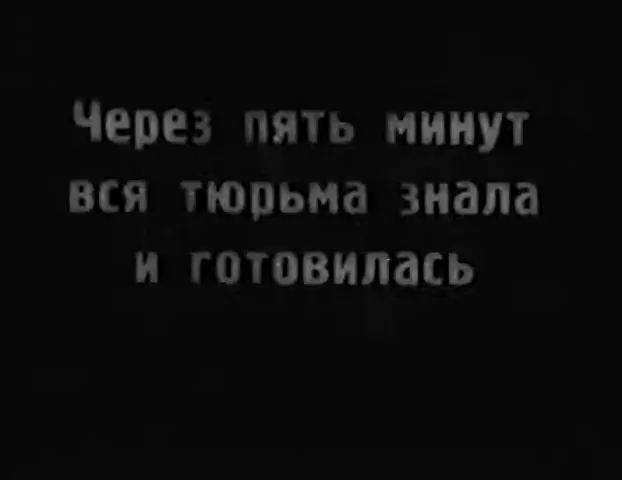 Через пять минут
вся тюрьма знала
и готовилась